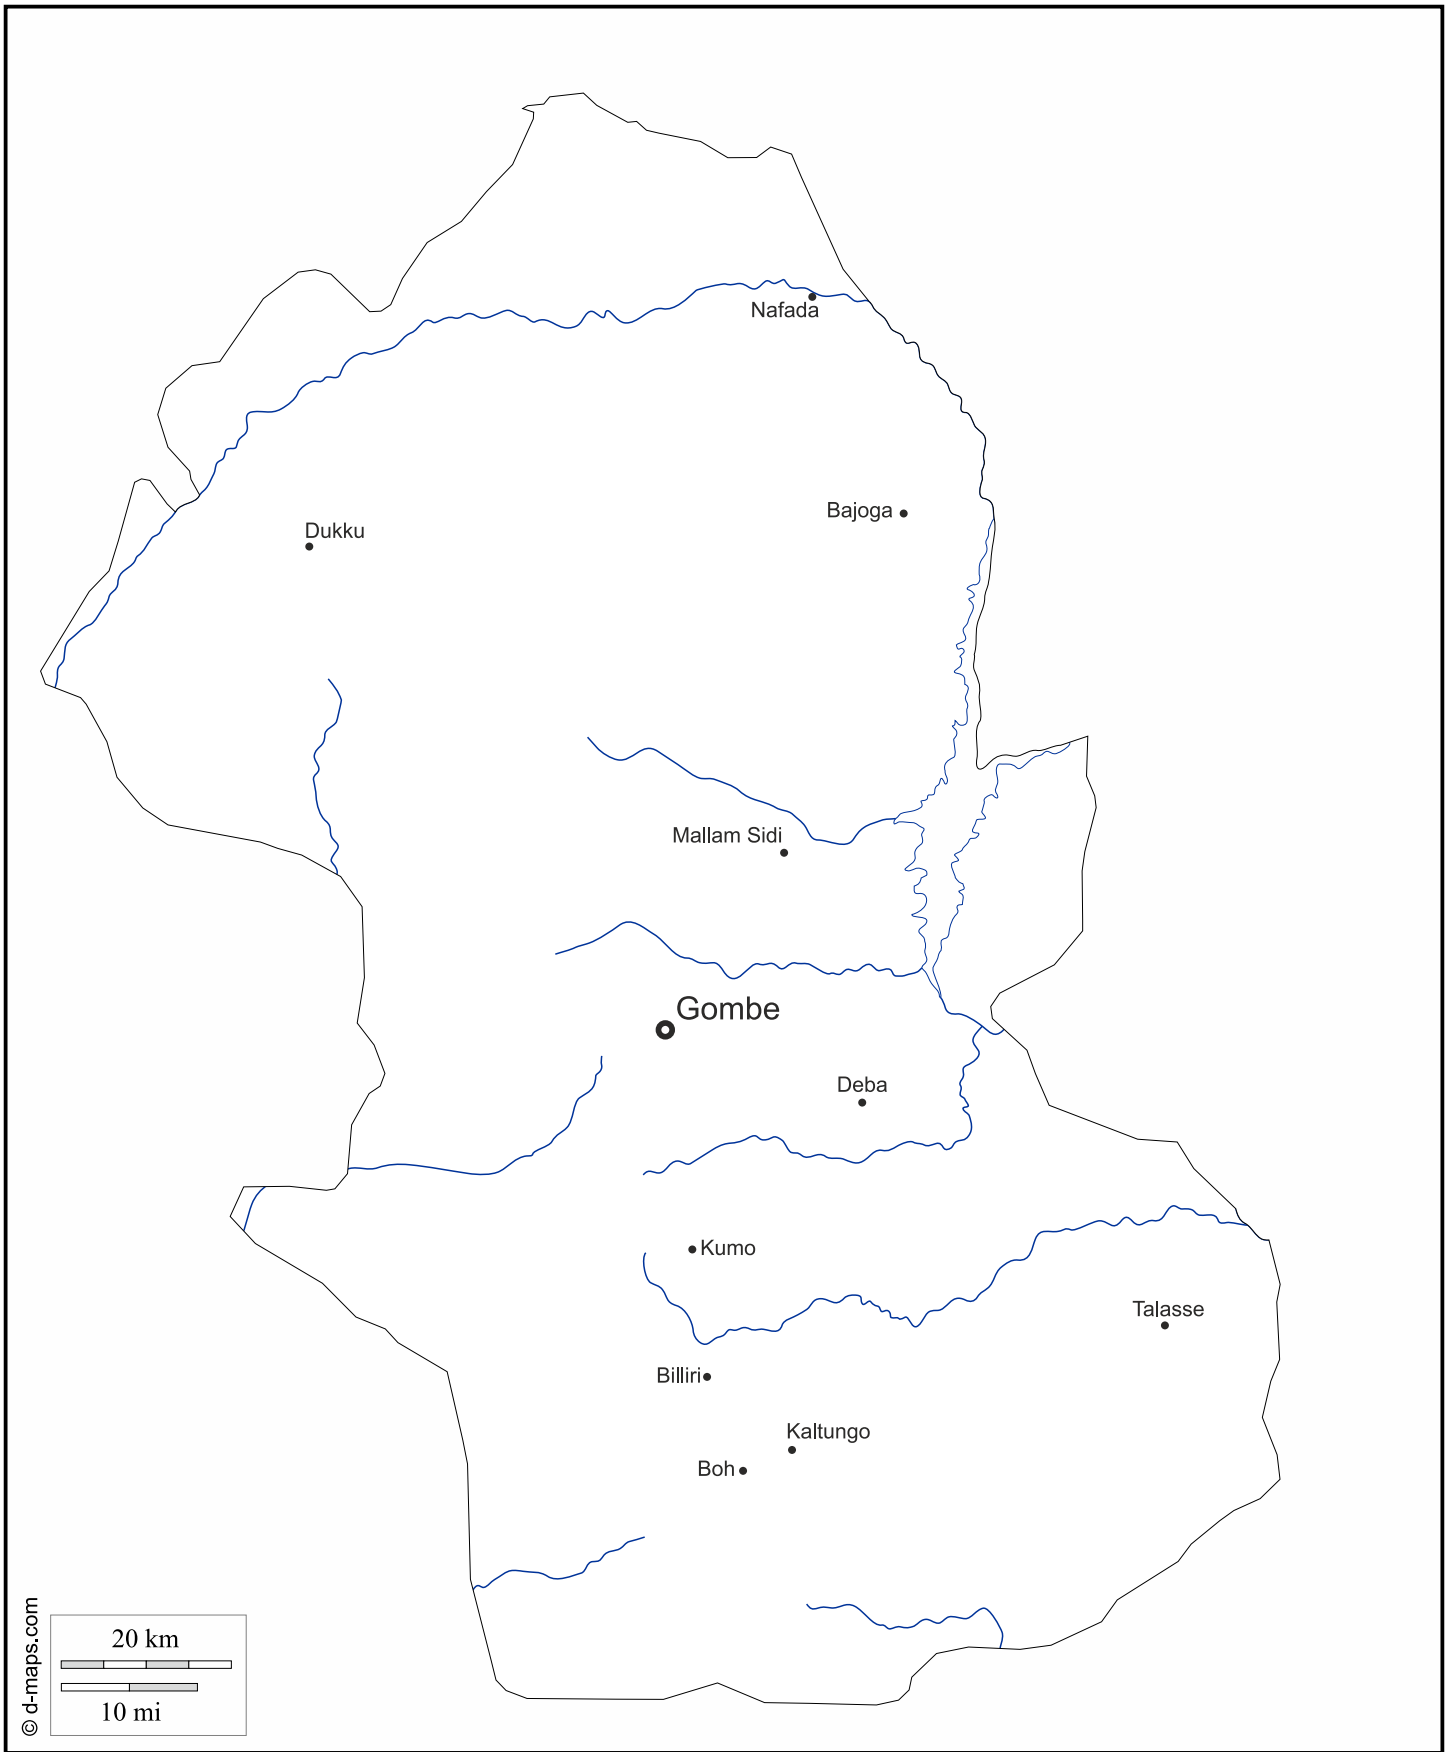 Nafada
Bajoga
Dukku
Mallam Sidi
Gombe
Deba
Kumo
Talasse
Billiri
Kaltungo
Boh
20 km
10 mi
© d-maps.com